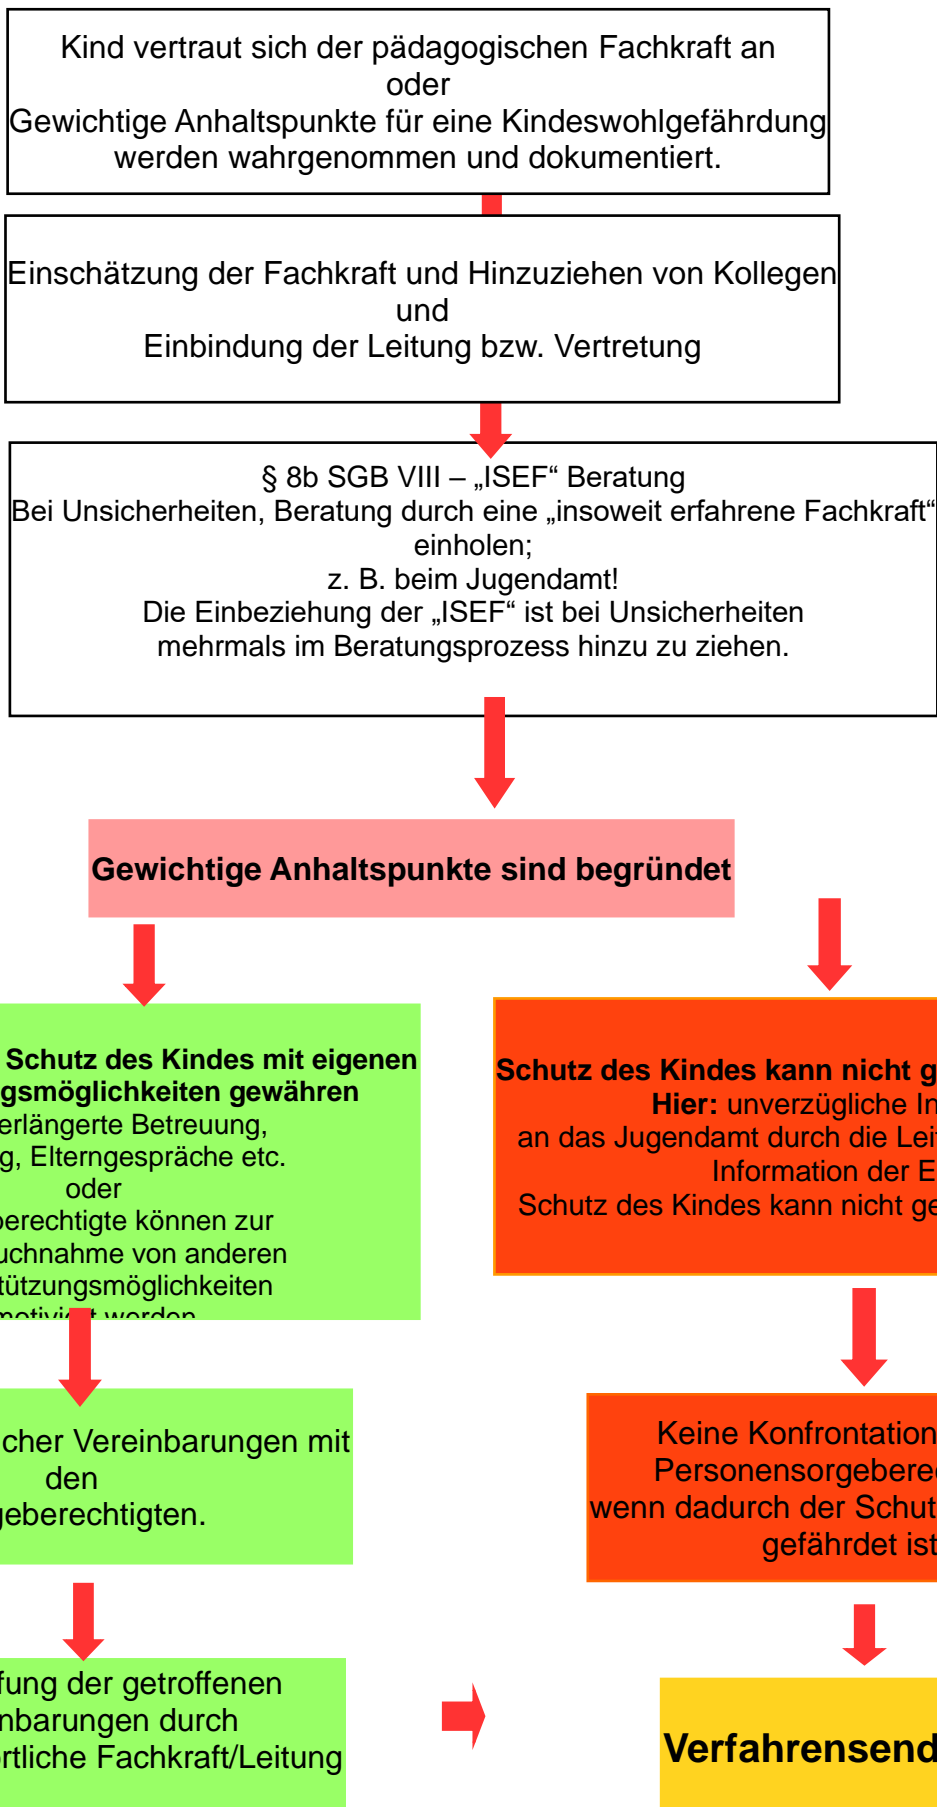 Kind vertraut sich der pädagogischen Fachkraft an
oder
Gewichtige Anhaltspunkte für eine Kindeswohlgefährdung
werden wahrgenommen und dokumentiert.
Einschätzung der Fachkraft und Hinzuziehen von Kollegen
und
Einbindung der Leitung bzw. Vertretung
§ 8b SGB VIII – „ISEF“ Beratung
Bei Unsicherheiten, Beratung durch eine „insoweit erfahrene Fachkraft“
einholen;
z. B. beim Jugendamt!
Die Einbeziehung der „ISEF“ ist bei Unsicherheiten
mehrmals im Beratungsprozess hinzu zu ziehen.
Gewichtige Anhaltspunkte sind begründet
Schutz des Kindes mit eigenen
gsmöglichkeiten gewähren
erlängerte Betreuung,
g, Elterngespräche etc.
oder
berechtigte können zur
uchnahme von anderen
tützungsmöglichkeiten
motiviert werden
cher Vereinbarungen mit
den
geberechtigten.
fung der getroffenen
nbarungen durch
rtliche Fachkraft/Leitung
Schutz des Kindes kann nicht g
Hier: unverzügliche In
an das Jugendamt durch die Leit
Information der E
Schutz des Kindes kann nicht ge
Keine Konfrontation
Personensorgebere
wenn dadurch der Schut
gefährdet ist
Verfahrensend